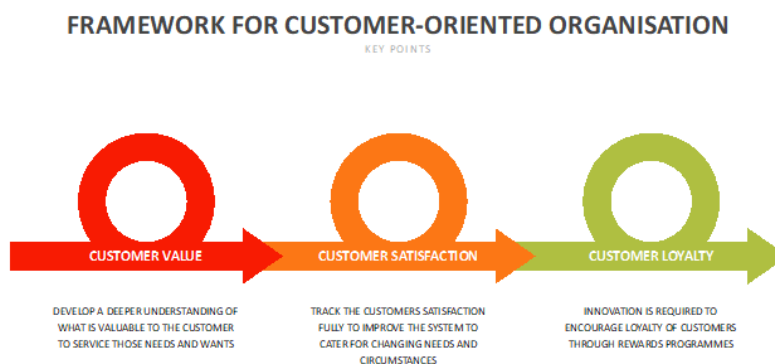 FRAMEWORK FOR CUSTOMER-ORIENTED ORGANISATION
KEY POINTS
CUSTOMER VALUE
CUSTOMER SATISFACTION
CUSTOMER LOYALTY
DEVELOP A DEEPER UNDERSTANDING OF
WHAT IS VALUABLE TO THE CUSTOMER
TO SERVICE THOSE NEEDS AND WANTS
TRACK THE CUSTOMERS SATISFACTION
FULLY TO IMPROVE THE SYSTEM TO
CATER FOR CHANGING NEEDS AND
CIRCUMSTANCES
INNOVATION IS REQUIRED TO
ENCOURAGE LOYALTY OF CUSTOMERS
THROUGH REWARDS PROGRAMMES